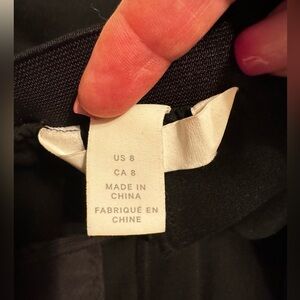 US 8
CA 8
MADE IN
CHINA
FABRIQUÉ EN
CHINE